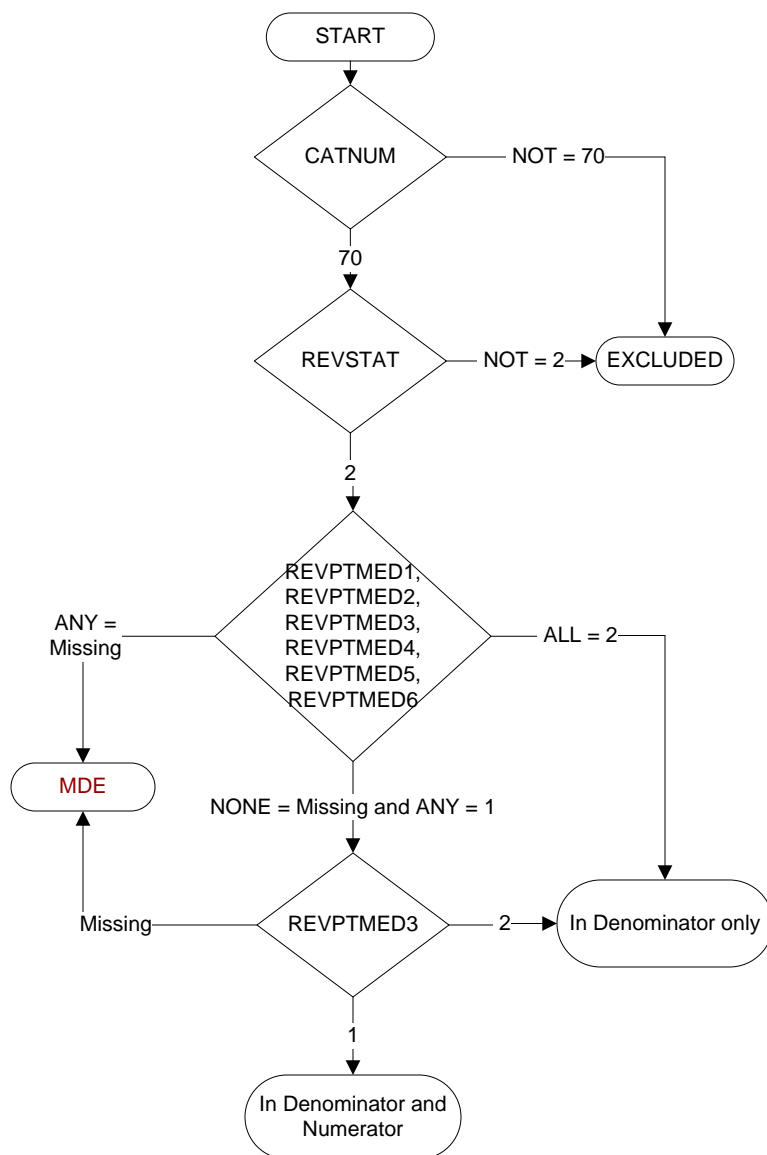 START
CATNUM
NOT = 70
70
REVSTAT
NOT = 2
EXCLUDED
2
REVPTMED1,
REVPTMED2,
REVPTMED3,
REVPTMED4,
REVPTMED5,
REVPTMED6
ANY =
Missing
ALL = 2
MDE
NONE = Missing and ANY = 1
Missing
REVPTMED3
2
In Denominator only
1
In Denominator and
Numerator